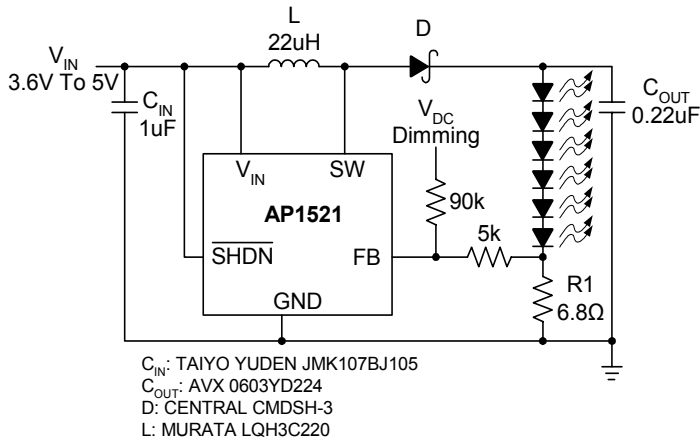 L
22uH
D
V_IN
3.6V To 5V
C_IN
1uF
V_DC
Dimming
C_OUT
0.22uF
V_IN
SW
AP1521
90k
5k
SHDN
FB
GND
R1
6.8Ω
C_IN: TAIYO YUDEN JMK107BJ105
C_OUT: AVX 0603YD224
D: CENTRAL CMDSH-3
L: MURATA LQH3C220